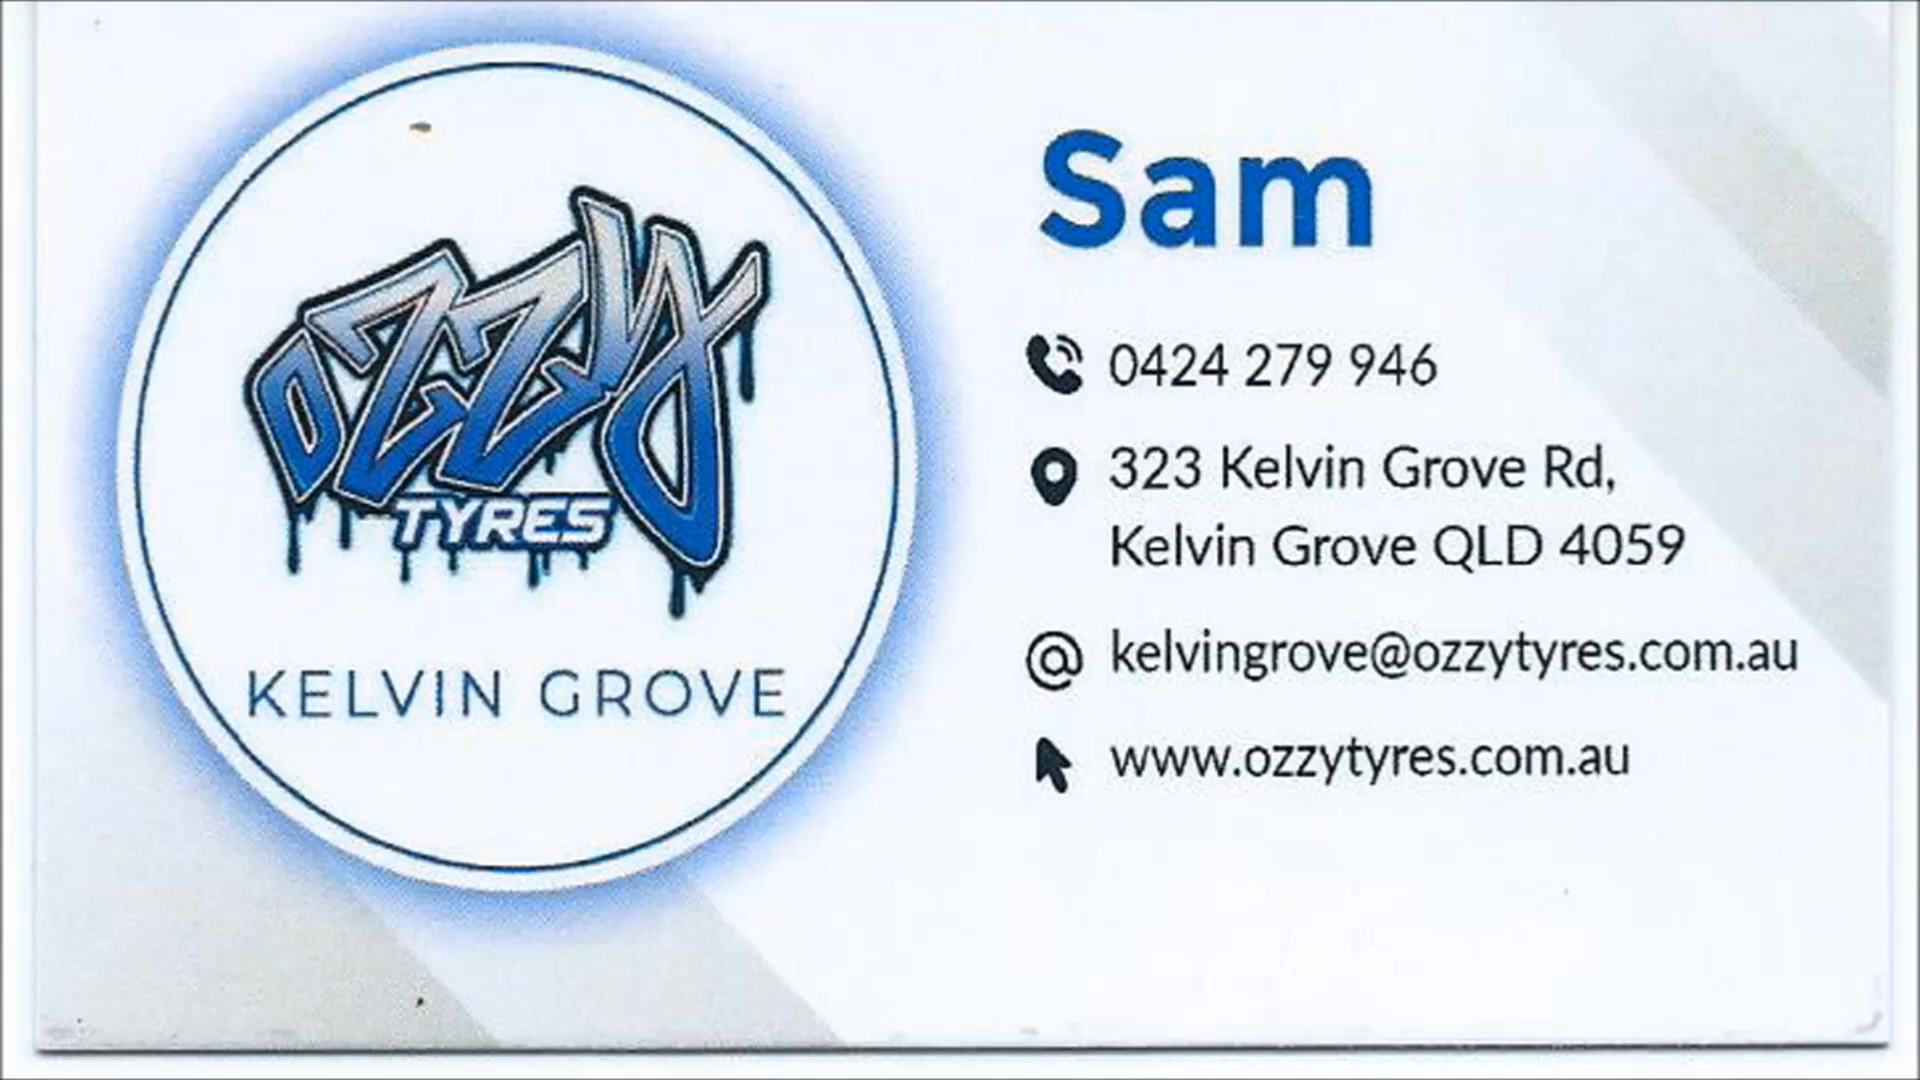 OZZY
TYRES
KELVIN GROVE
Sam
0424 279 946
323 Kelvin Grove Rd,
Kelvin Grove QLD 4059
kelvingrove@ozzytyres.com.au
www.ozzytyres.com.au